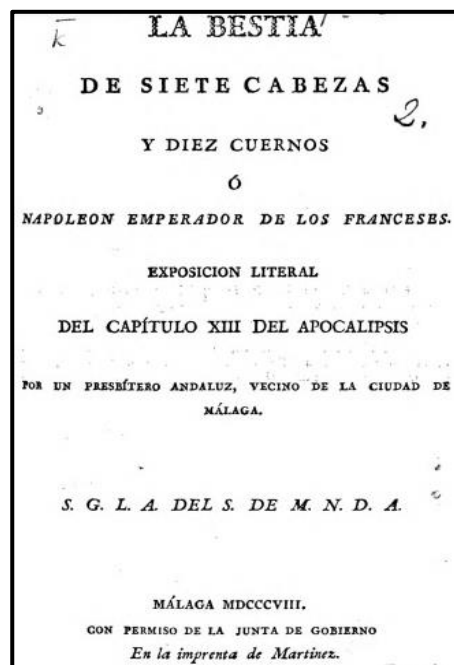 k
LA BESTIA
DE SIETE CABEZAS
2.
Y DIEZ CUERNOS
Ó
NAPOLEON EMPERADOR DE LOS FRANCESES.
EXPOSICION LITERAL
DEL CAPÍTULO XIII DEL APOCALIPSIS
POR UN PRESBÍTERO ANDALUZ, VECINO DE LA CIUDAD DE
MÁLAGA.
S. G. L. A. DEL S. DE M. N. D. A.
MÁLAGA MDCCCVIII.
CON PERMISO DE LA JUNTA DE GOBIERNO
En la imprenta de Martinez.